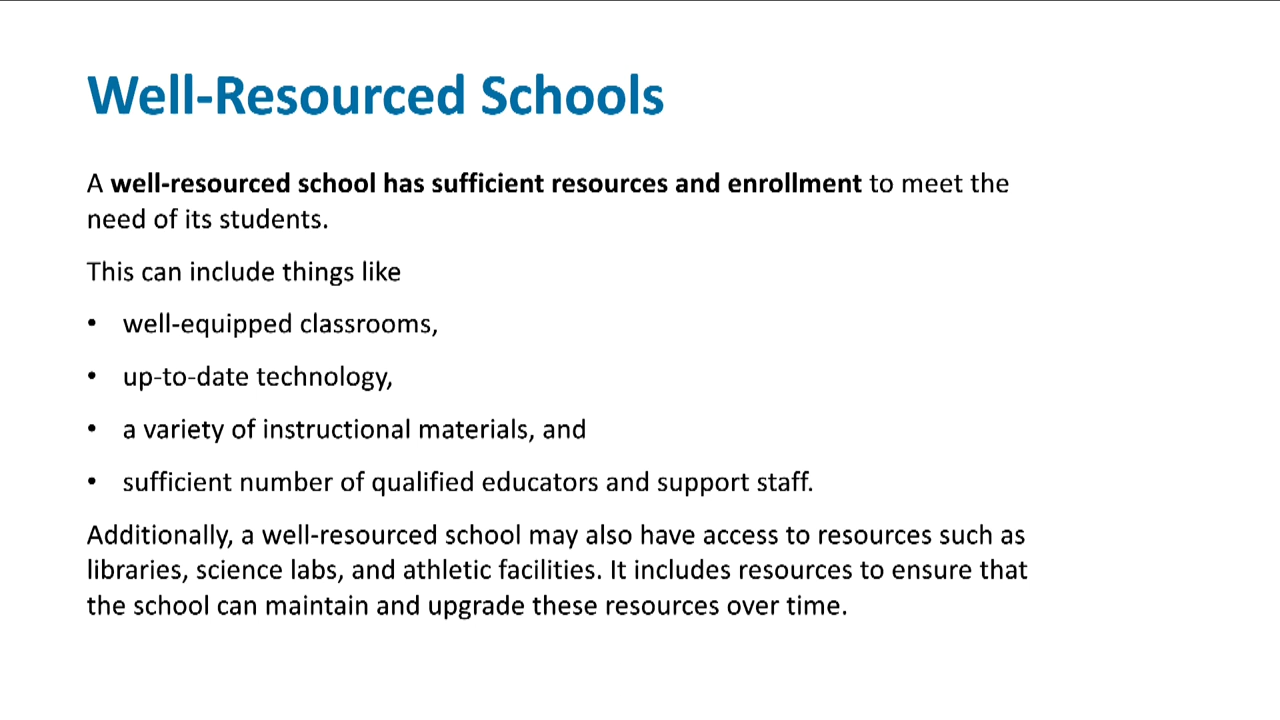 Well-Resourced Schools
A well-resourced school has sufficient resources and enrollment to meet the
need of its students.
This can include things like
• well-equipped classrooms,
• up-to-date technology,
• a variety of instructional materials, and
• sufficient number of qualified educators and support staff.
Additionally, a well-resourced school may also have access to resources such as
libraries, science labs, and athletic facilities. It includes resources to ensure that
the school can maintain and upgrade these resources over time.